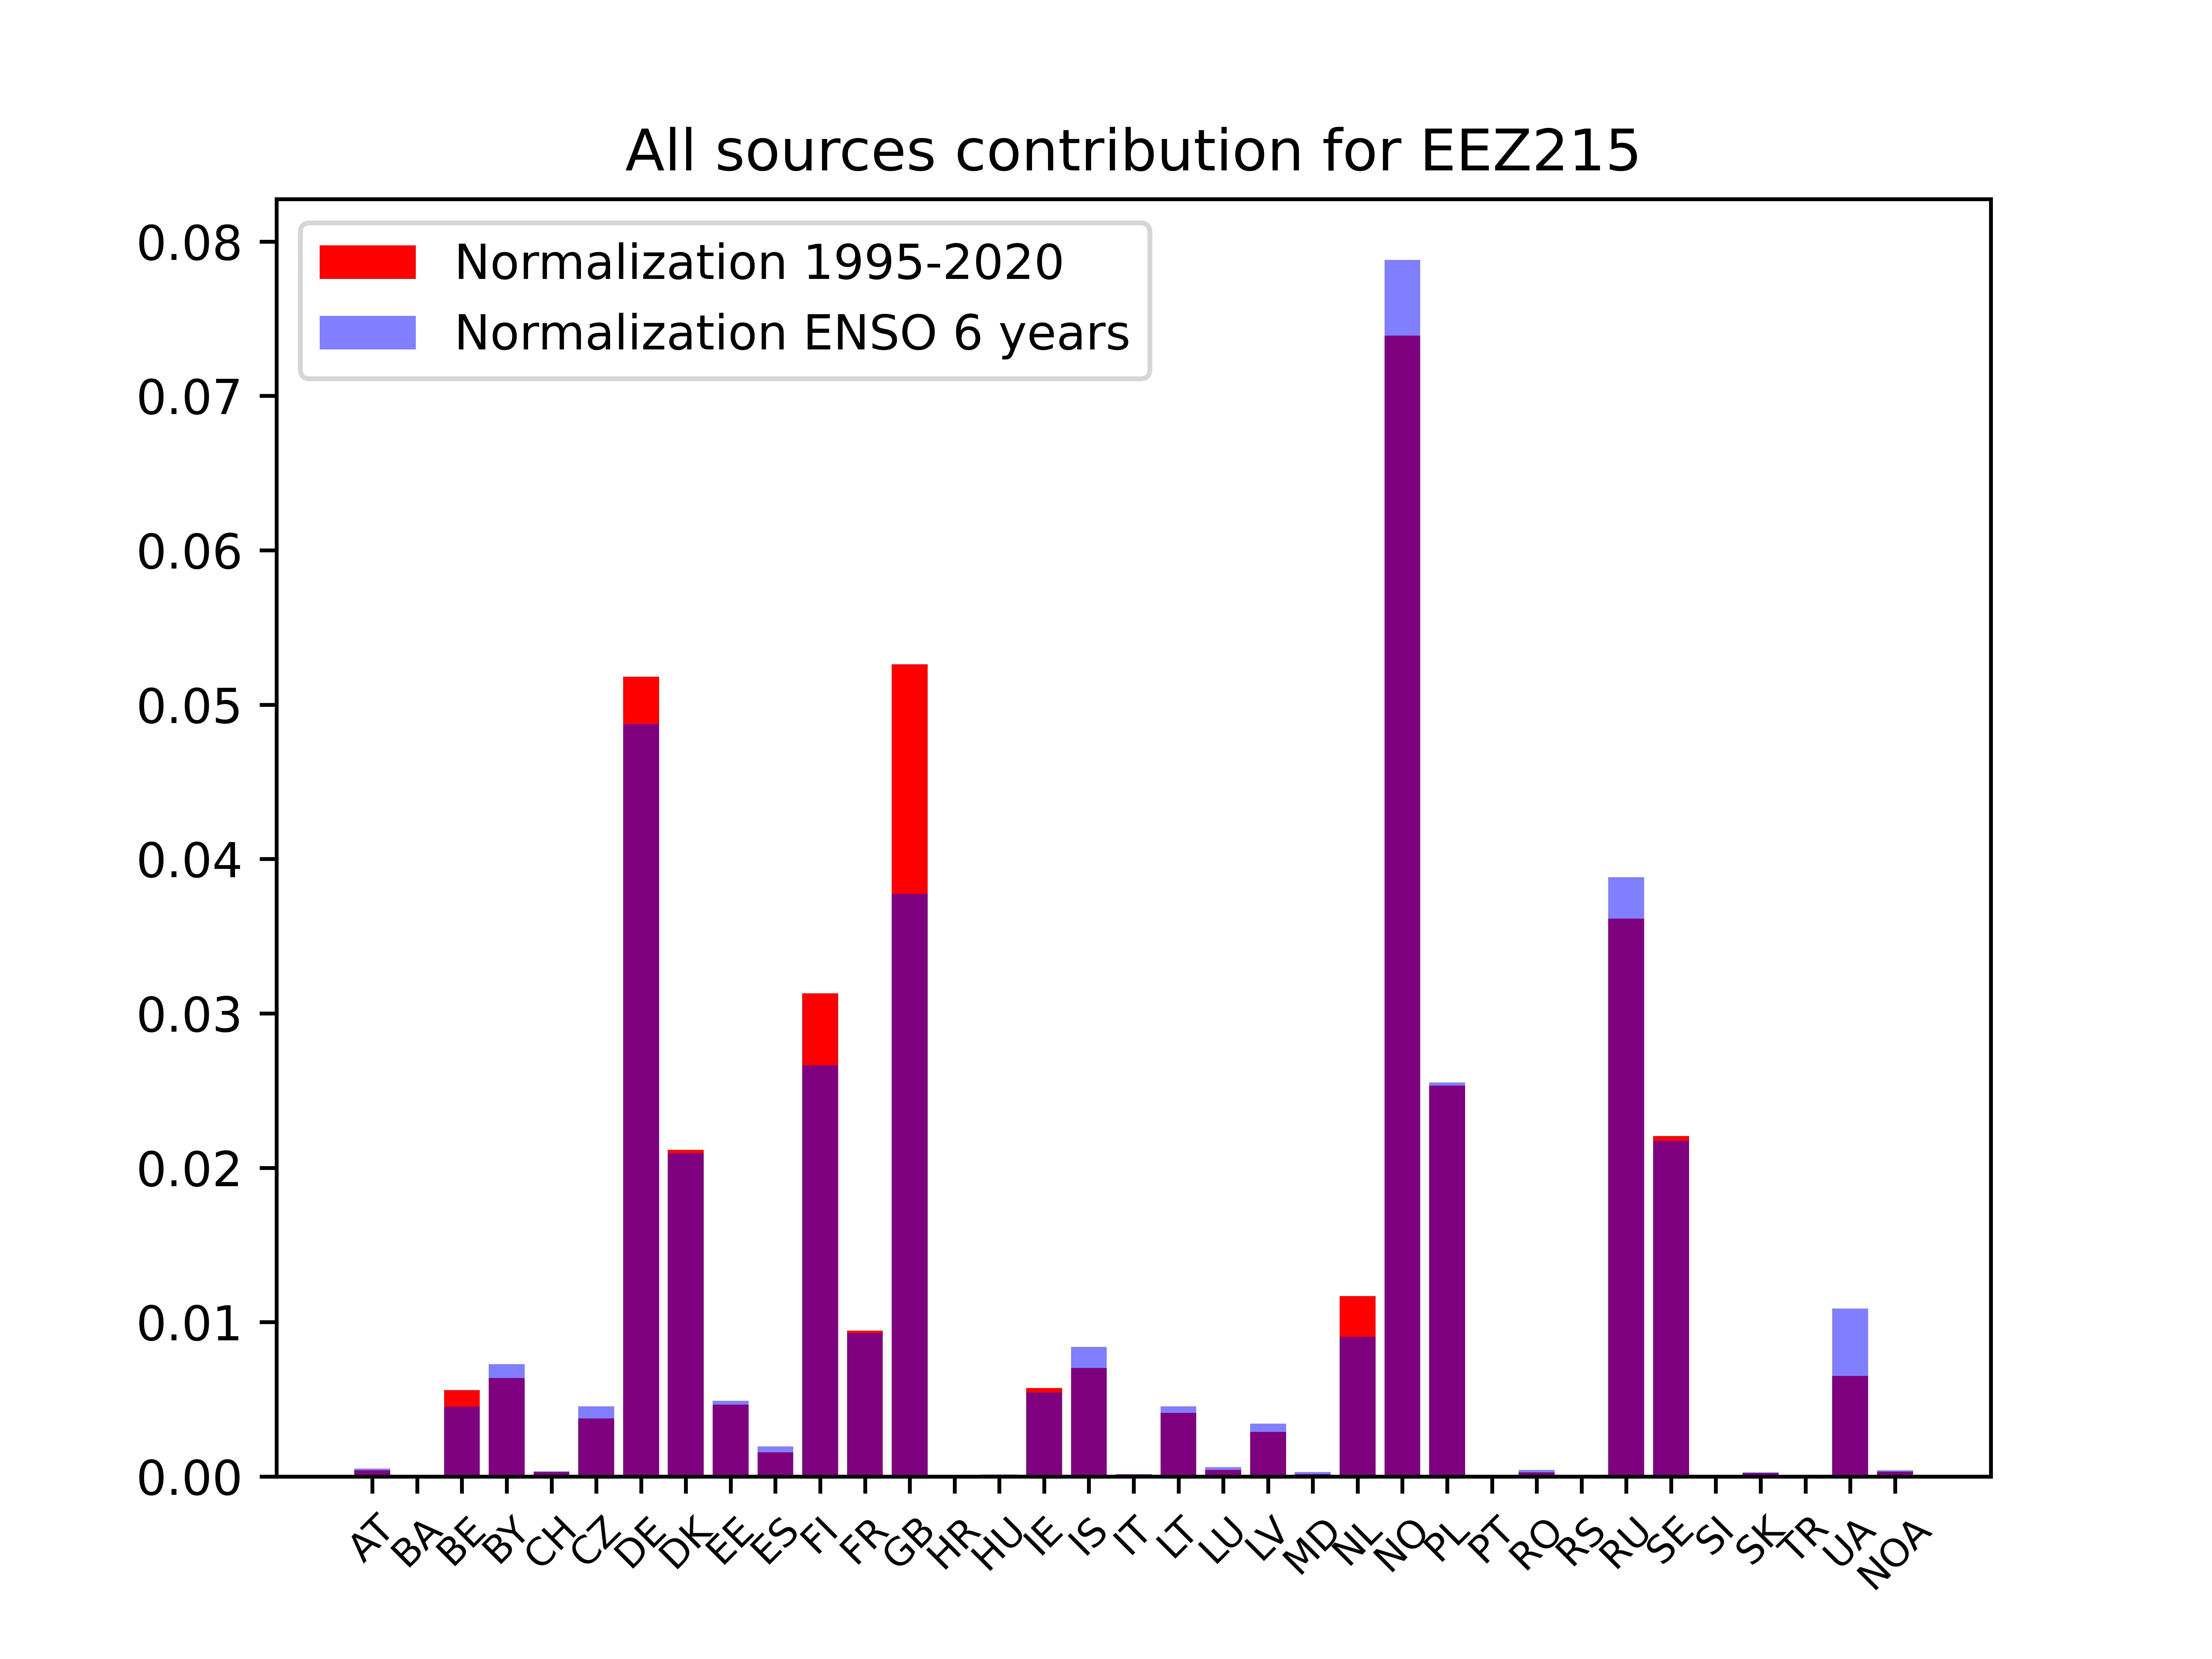 All sources contribution for EEZ215
Normalization 1995-2020
Normalization ENSO 6 years
0.08
0.07
0.06
0.05
0.04
0.03
0.02
0.01
0.00
AT BA BE BY CH CZ DE DK EE ES FI FR GB HR HU IE IS IT LT LU LV MD NL NO PL PT RO RS RU SE SI SK TR UA NOA